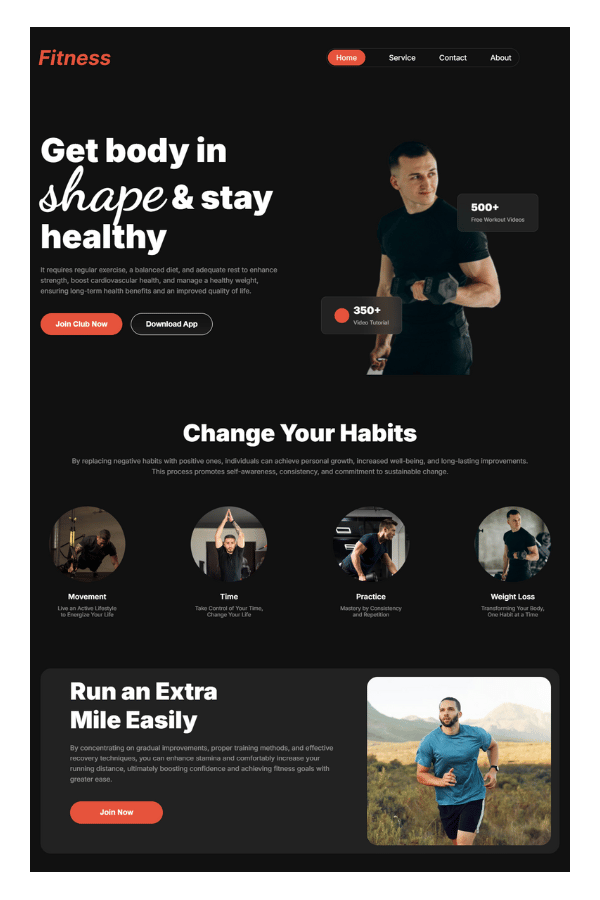 Fitness
Home Service Contact About
Get body in
shape & stay
healthy
It requires regular exercise, a balanced diet, and adequate rest to enhance
strength, boost cardiovascular health, and manage a healthy weight,
ensuring long-term health benefits and an improved quality of life.
Join Club Now Download App
500+
Free Workout Videos
350+
Video Tutorial
Change Your Habits
By replacing negative habits with positive ones, individuals can achieve personal growth, increased well-being, and long-lasting improvements.
This process promotes self-awareness, consistency, and commitment to sustainable change.
Movement
Live an Active Lifestyle
to Energize Your Life
Time
Take Control of Your Time,
Change Your Life
Practice
Mastery by Consistency
and Repetition
Weight Loss
Transforming Your Body,
One Habit at a Time
Run an Extra
Mile Easily
By concentrating on gradual improvements, proper training methods, and effective
recovery techniques, you can enhance stamina and comfortably increase your
running distance, ultimately boosting confidence and achieving fitness goals with
greater ease.
Join Now